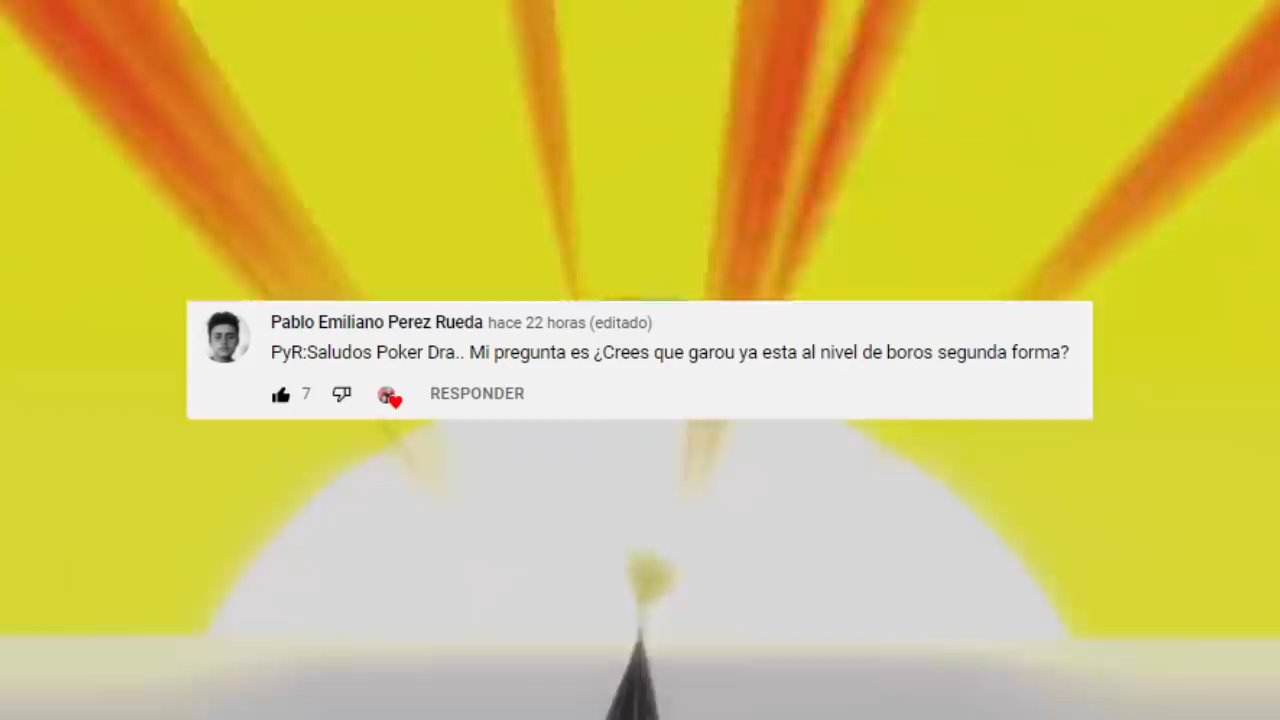 Pablo Emiliano Perez Rueda hace 22 horas (editado)
PyR:Saludos Poker Dra.. Mi pregunta es ¿Crees que garou ya esta al nivel de boros segunda forma?
7 RESPONDER